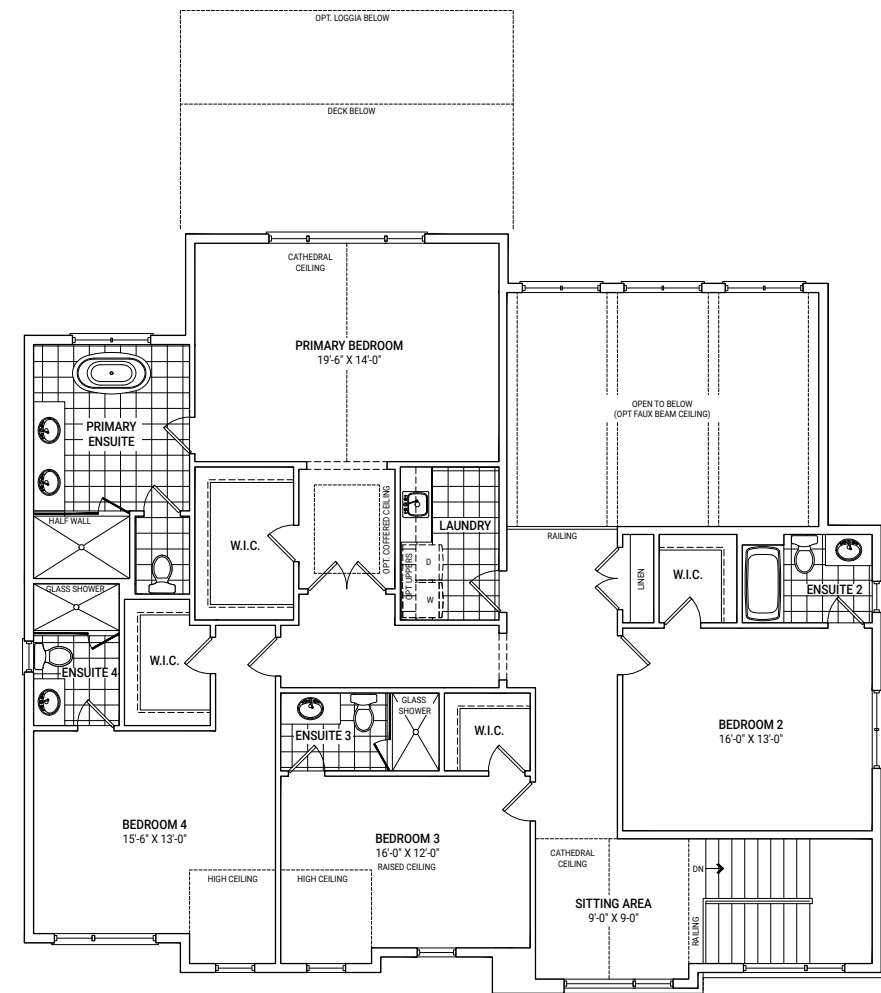 OPT. LOGGIA BELOW
DECK BELOW
CATHEDRAL
CEILING
PRIMARY BEDROOM
19'-6" X 14'-0"
OPEN TO BELOW
(OPT FAUX BEAM CEILING)
PRIMARY
ENSUITE
HALF WALL
GLASS SHOWER
W.I.C.
OPT. COFFERED CEILING
LAUNDRY
OPT UPPERS
D
W
RAILING
LINEN
W.I.C.
ENSUITE 2
ENSUITE 4
W.I.C.
ENSUITE 3
GLASS
SHOWER
W.I.C.
BEDROOM 2
16'-0" X 13'-0"
BEDROOM 4
15'-6" X 13'-0"
HIGH CEILING
BEDROOM 3
16'-0" X 12'-0"
RAISED CEILING
HIGH CEILING
CATHEDRAL
CEILING
SITTING AREA
9'-0" X 9'-0"
DN
RAILING